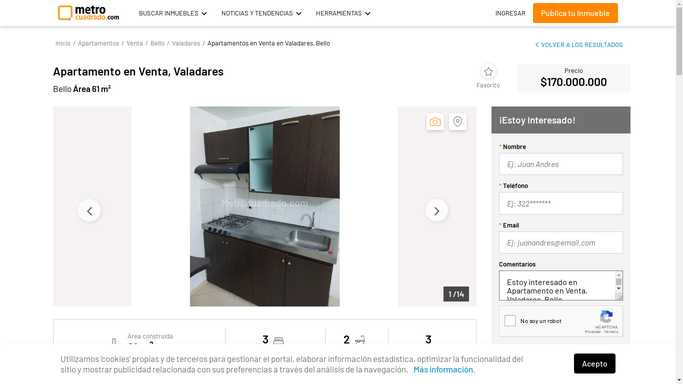 metro
cuadrado.com
BUSCAR INMUEBLES
NOTICIAS Y TENDENCIAS
HERRAMIENTAS
INGRESAR
Publica tu Inmueble
Inicio / Apartamentos / Venta / Bello / Valadares / Apartamentos en Venta en Valadares, Bello
VOLVER A LOS RESULTADOS
Apartamento en Venta, Valadares
Bello Área 61 m²
Favorito
Precio
$170.000.000
Metrocuadrado.com
1 /14
¡Estoy Interesado!
* Nombre
Ej: Juan Andres
* Teléfono
Ej: 322*******
* Email
Ej: juanandres@email.com
Comentarios
Estoy interesado en
Apartamento en Venta,
Valadares, Bello
No soy un robot
reCAPTCHA
Privacidad - Términos
Área construida
3
2
3
Utilizamos 'cookies' propias y de terceros para gestionar el portal, elaborar información estadística, optimizar la funcionalidad del
sitio y mostrar publicidad relacionada con sus preferencias a través del análisis de la navegación. Más información.
Acepto